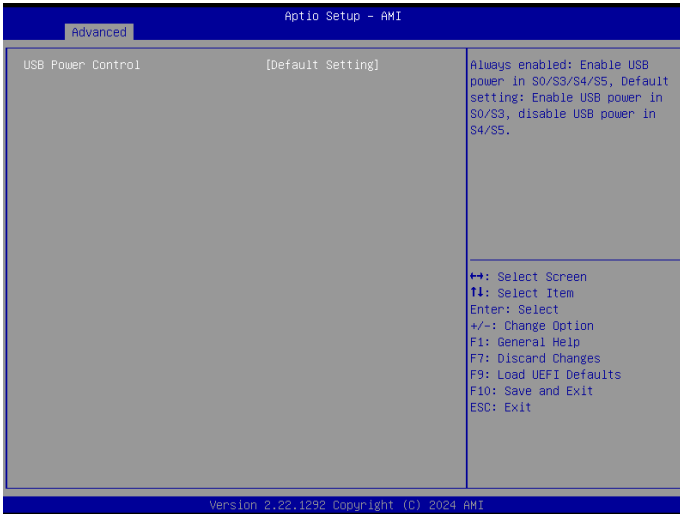 Aptio Setup – AMI
Advanced
USB Power Control [Default Setting]
Always enabled: Enable USB
power in S0/S3/S4/S5, Default
setting: Enable USB power in
S0/S3, disable USB power in
S4/S5.
↔: Select Screen
↑↓: Select Item
Enter: Select
+/-: Change Option
F1: General Help
F7: Discard Changes
F9: Load UEFI Defaults
F10: Save and Exit
ESC: Exit
Version 2.22.1292 Copyright (C) 2024 AMI